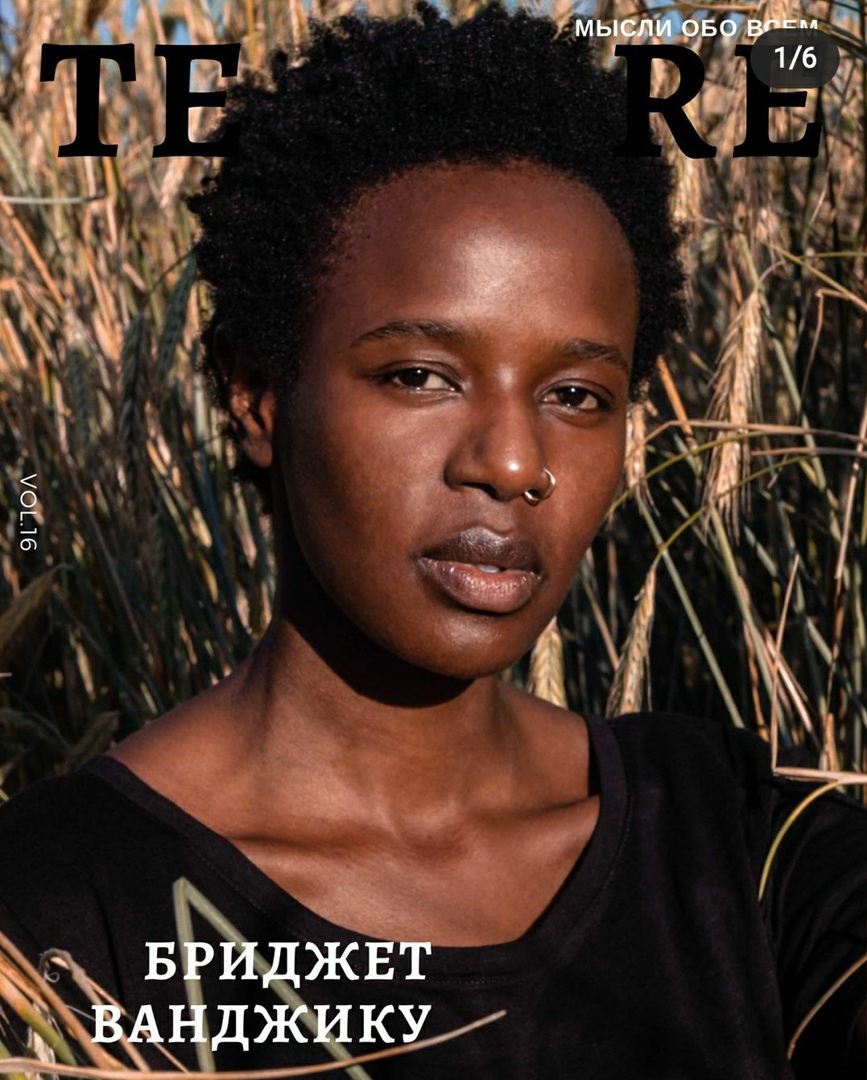 МЫСЛИ ОБО ВСЕМ
1/6
TE RE
VOL.16
БРИДЖЕТ
ВАНДЖИКУ